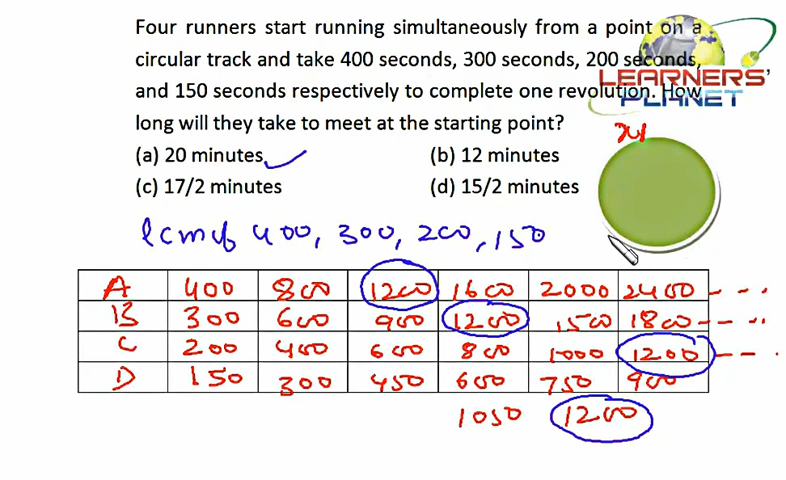 Four runners start running simultaneously from a point on a
circular track and take 400 seconds, 300 seconds, 200 seconds,
and 150 seconds respectively to complete one revolution. How
long will they take to meet at the starting point?
LEARNERS'
PLANET
(a) 20 minutes (b) 12 minutes
(c) 17/2 minutes (d) 15/2 minutes
lcm of 400, 300, 200, 150
A 400 800 1200 1600 2000 2400 - - - .
B 300 600 900 1200 1500 1800 - - - ..
C 200 400 600 800 1000 1200 - - - .
D 150 300 450 600 750 900
1050 1200